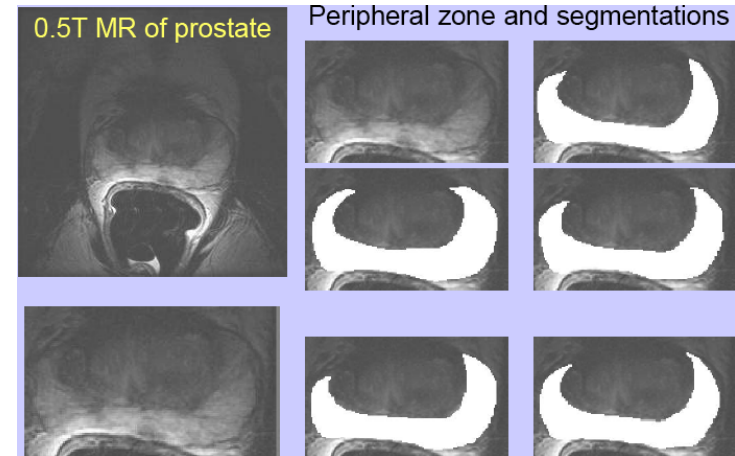 0.5T MR of prostate
Peripheral zone and segmentations